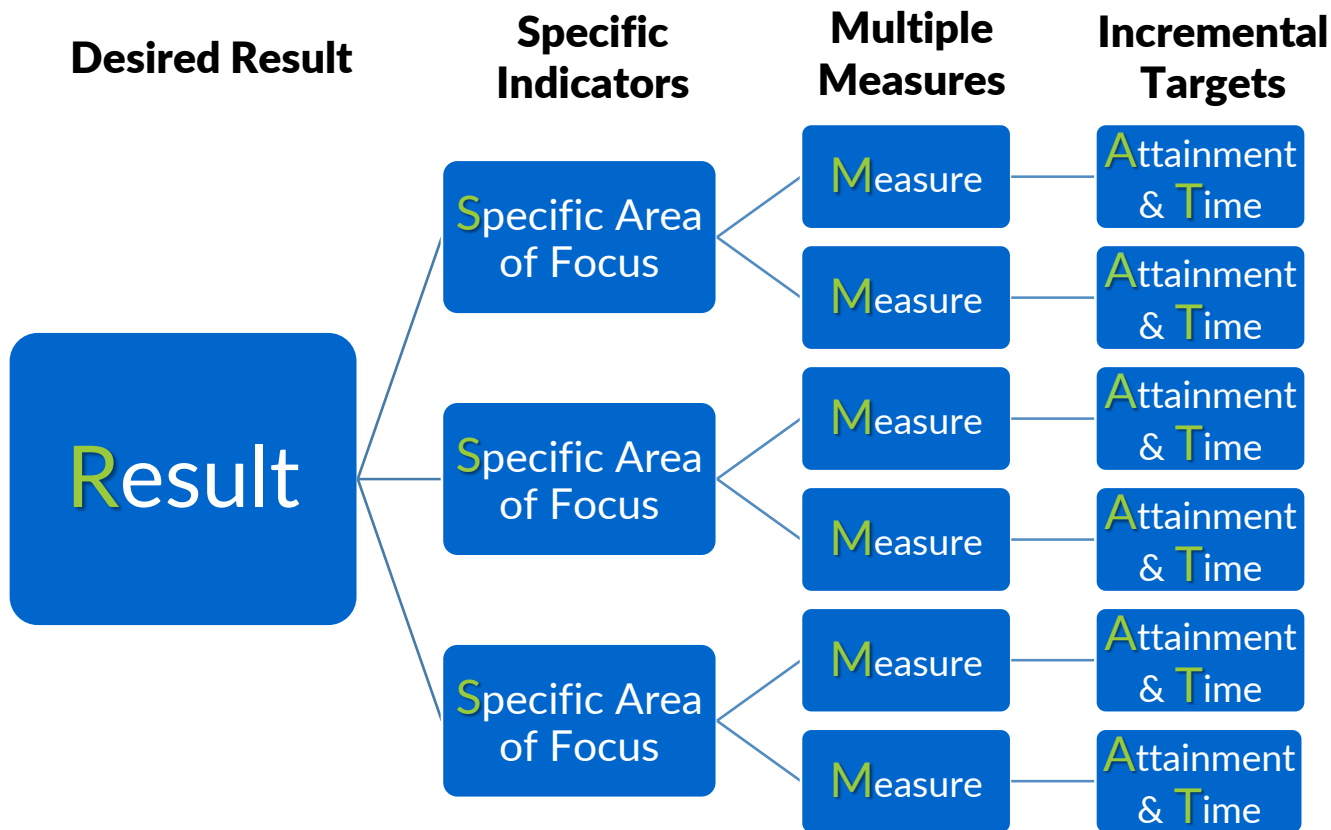 Desired Result
Specific
Indicators
Multiple
Measures
Incremental
Targets
Result
Specific Area
of Focus
Specific Area
of Focus
Specific Area
of Focus
Measure
Measure
Measure
Measure
Measure
Measure
Attainment
& Time
Attainment
& Time
Attainment
& Time
Attainment
& Time
Attainment
& Time
Attainment
& Time